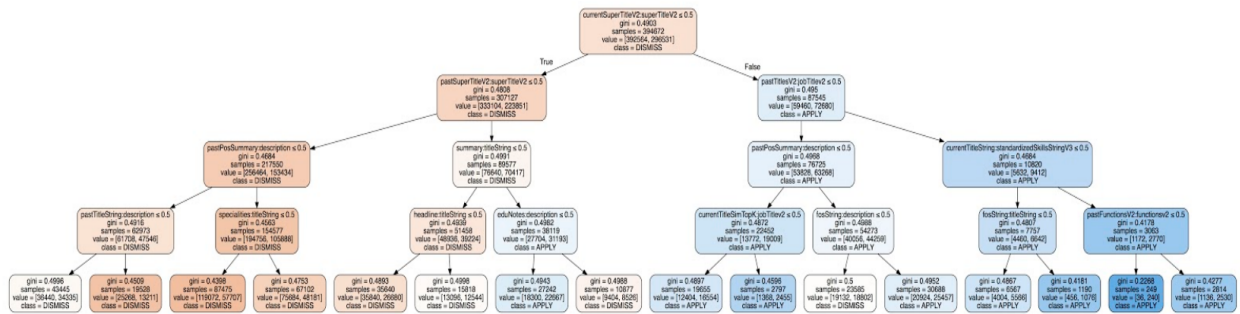 currentSuperTitleV2:superTitleV2 ≤ 0.5
gini = 0.4903
samples = 394672
value = [392564, 296531]
class = DISMISS
True
False
pastSuperTitleV2:superTitleV2 ≤ 0.5
gini = 0.4808
samples = 307127
value = [333104, 223851]
class = DISMISS
pastTitlesV2:jobTitlev2 ≤ 0.5
gini = 0.495
samples = 87545
value = [59460, 72680]
class = APPLY
pastPosSummary:description ≤ 0.5
gini = 0.4684
samples = 217550
value = [256464, 153434]
class = DISMISS
summary:titleString ≤ 0.5
gini = 0.4991
samples = 89577
value = [76640, 70417]
class = DISMISS
pastPosSummary:description ≤ 0.5
gini = 0.4968
samples = 76725
value = [53828, 63268]
class = APPLY
currentTitleString:standardizedSkillsStringV3 ≤ 0.5
gini = 0.4684
samples = 10820
value = [5632, 9412]
class = APPLY
pastTitleString:description ≤ 0.5
gini = 0.4916
samples = 62973
value = [61708, 47546]
class = DISMISS
specialities:titleString ≤ 0.5
gini = 0.4563
samples = 154577
value = [194756, 105888]
class = DISMISS
headline:titleString ≤ 0.5
gini = 0.4939
samples = 51458
value = [48936, 39224]
class = DISMISS
eduNotes:description ≤ 0.5
gini = 0.4982
samples = 38119
value = [27704, 31193]
class = APPLY
currentTitleSimTopK:jobTitlev2 ≤ 0.5
gini = 0.4872
samples = 22452
value = [13772, 19009]
class = APPLY
fosString:description ≤ 0.5
gini = 0.4988
samples = 54273
value = [40056, 44259]
class = APPLY
fosString:titleString ≤ 0.5
gini = 0.4807
samples = 7757
value = [4460, 6642]
class = APPLY
pastFunctionsV2:functionsv2 ≤ 0.5
gini = 0.4178
samples = 3063
value = [1172, 2770]
class = APPLY
gini = 0.4996
samples = 43445
value = [36440, 34335]
class = DISMISS
gini = 0.4509
samples = 19528
value = [25268, 13211]
class = DISMISS
gini = 0.4398
samples = 87475
value = [119072, 57707]
class = DISMISS
gini = 0.4753
samples = 67102
value = [75684, 48181]
class = DISMISS
gini = 0.4893
samples = 35640
value = [35840, 26680]
class = DISMISS
gini = 0.4998
samples = 15818
value = [13096, 12544]
class = DISMISS
gini = 0.4943
samples = 27242
value = [18300, 22667]
class = APPLY
gini = 0.4988
samples = 10877
value = [9404, 8526]
class = DISMISS
gini = 0.4897
samples = 19655
value = [12404, 16554]
class = APPLY
gini = 0.4596
samples = 2797
value = [1368, 2455]
class = APPLY
gini = 0.5
samples = 23585
value = [19132, 18802]
class = DISMISS
gini = 0.4952
samples = 30688
value = [20924, 25457]
class = APPLY
gini = 0.4867
samples = 6567
value = [4004, 5566]
class = APPLY
gini = 0.4181
samples = 1190
value = [456, 1076]
class = APPLY
gini = 0.2268
samples = 249
value = [36, 240]
class = APPLY
gini = 0.4277
samples = 2814
value = [1136, 2530]
class = APPLY